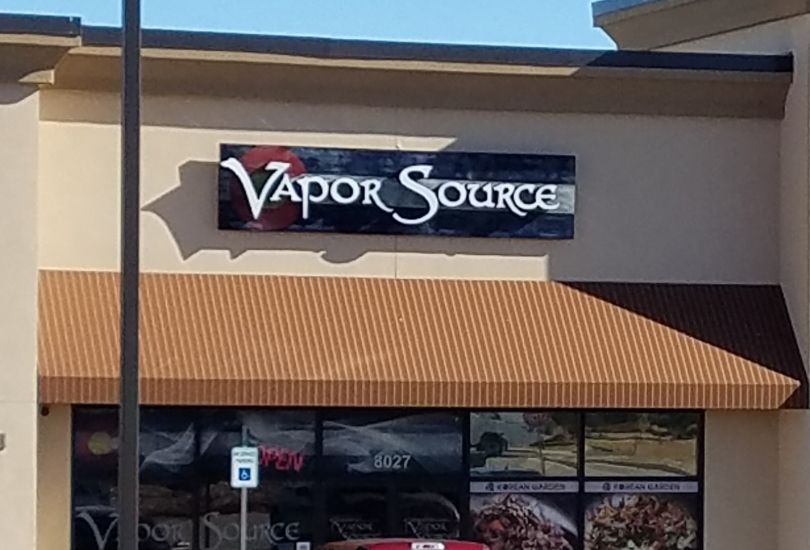 VAPOR SOURCE
OPEN
8027
KOREAN GARDEN
KOREAN GARDEN
VAPOR SOURCE